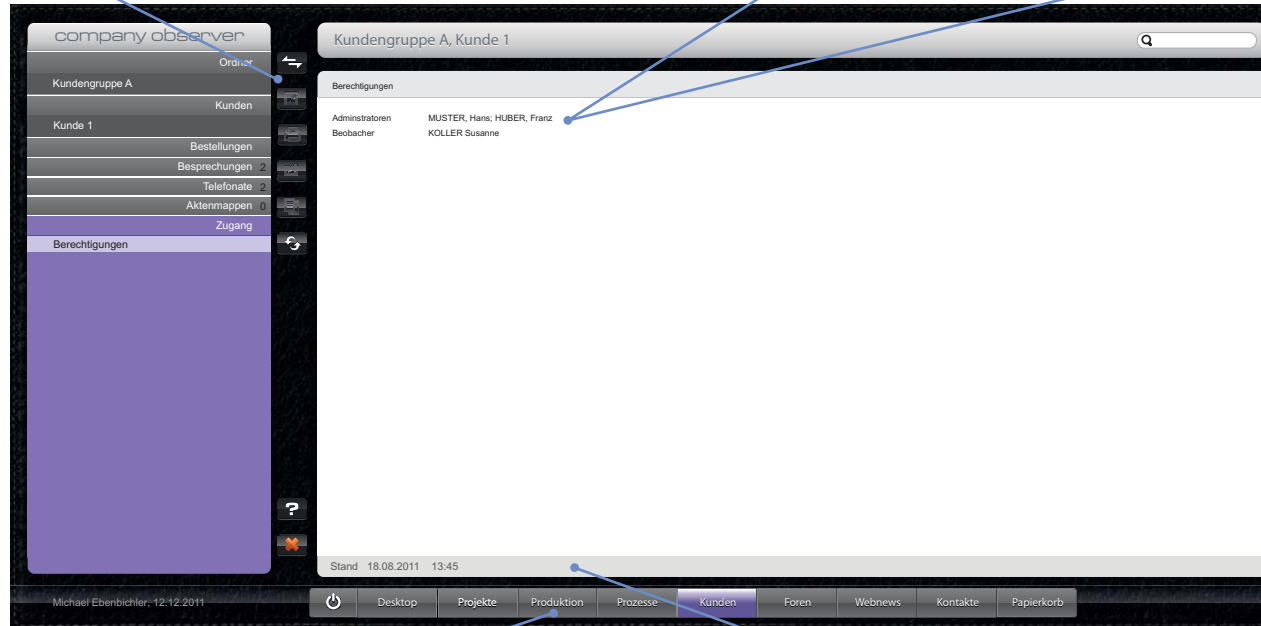 company observer
Ordner
Kundengruppe A
Kunden
Kunde 1
Bestellungen
Besprechungen 2
Telefonate 2
Aktenmappen 0
Zugang
Berechtigungen
Kundengruppe A, Kunde 1
Berechtigungen
Adminstratoren MUSTER, Hans; HUBER, Franz
Beobacher KOLLER Susanne
?
Stand 18.08.2011 13:45
Michael Ebenbichler, 12.12.2011
Desktop Projekte Produktion Prozesse Kunden Foren Webnews Kontakte Papierkorb